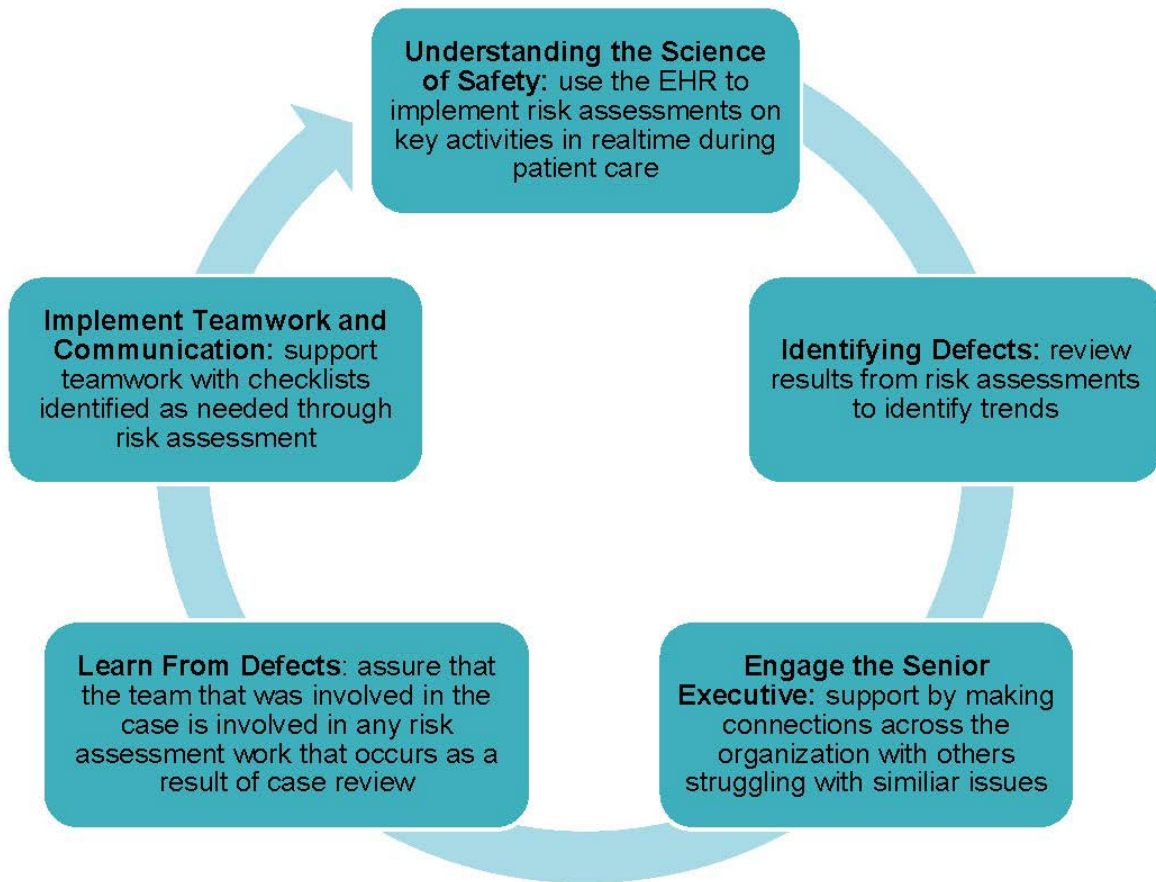 Understanding the Science
of Safety: use the EHR to
implement risk assessments on
key activities in realtime during
patient care
Identifying Defects: review
results from risk assessments
to identify trends
Engage the Senior
Executive: support by making
connections across the
organization with others
struggling with similiar issues
Learn From Defects: assure that
the team that was involved in the
case is involved in any risk
assessment work that occurs as a
result of case review
Implement Teamwork and
Communication: support
teamwork with checklists
identified as needed through
risk assessment